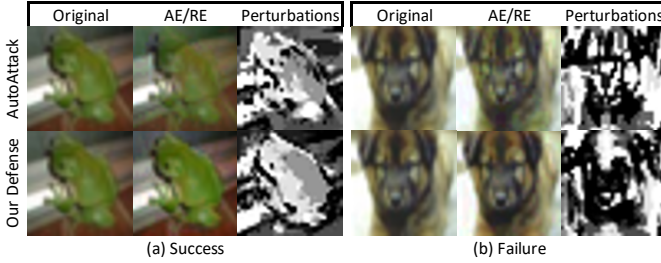 Original AE/RE Perturbations Original AE/RE Perturbations
AutoAttack
Our Defense
(a) Success (b) Failure